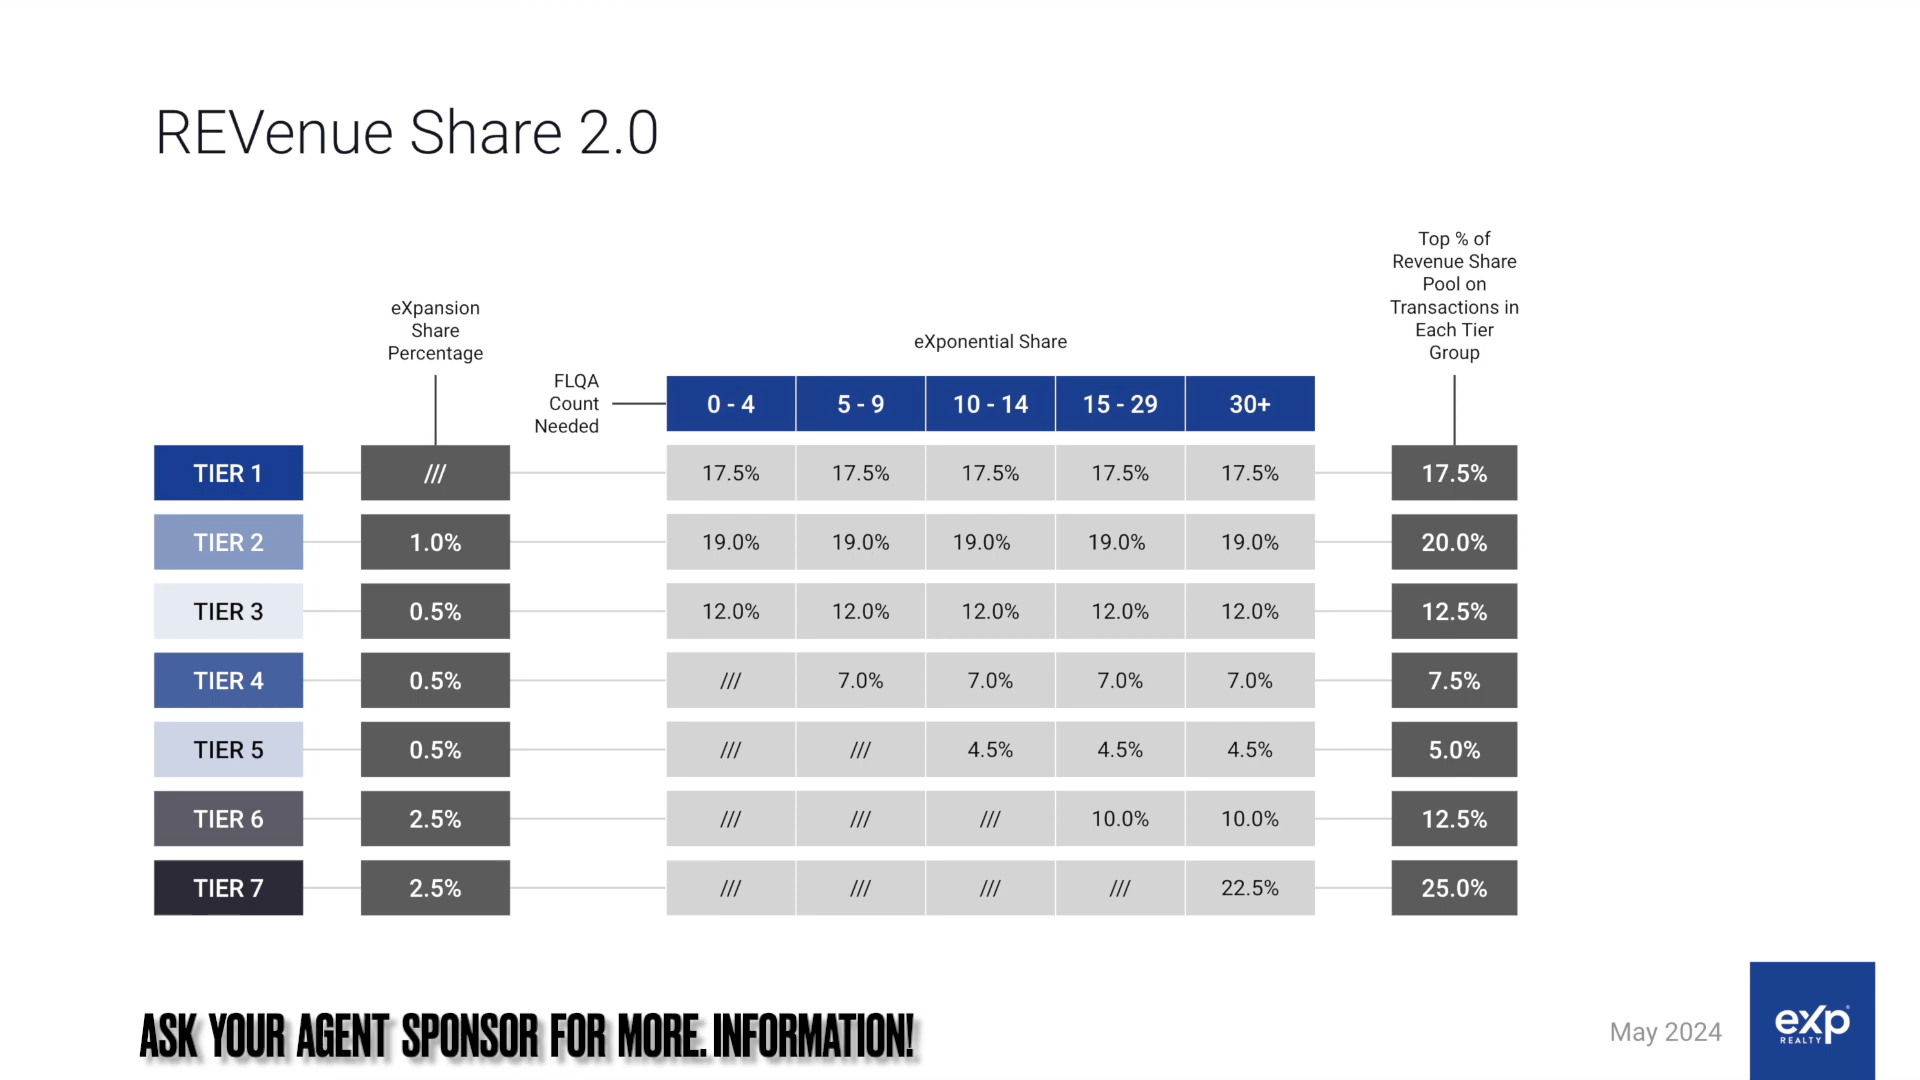 REVenue Share 2.0
Top % of
Revenue Share
Pool on
Transactions in
Each Tier
Group
eXpansion
Share
Percentage
eXponential Share
FLQA
Count
Needed
0 - 4 5 - 9 10 - 14 15 - 29 30+
TIER 1 /// 17.5% 17.5% 17.5% 17.5% 17.5% 17.5%
TIER 2 1.0% 19.0% 19.0% 19.0% 19.0% 19.0% 20.0%
TIER 3 0.5% 12.0% 12.0% 12.0% 12.0% 12.0% 12.5%
TIER 4 0.5% /// 7.0% 7.0% 7.0% 7.0% 7.5%
TIER 5 0.5% /// /// 4.5% 4.5% 4.5% 5.0%
TIER 6 2.5% /// /// /// 10.0% 10.0% 12.5%
TIER 7 2.5% /// /// /// /// 22.5% 25.0%
ASK YOUR AGENT SPONSOR FOR MORE. INFORMATION!
May 2024
eXp
REALTY